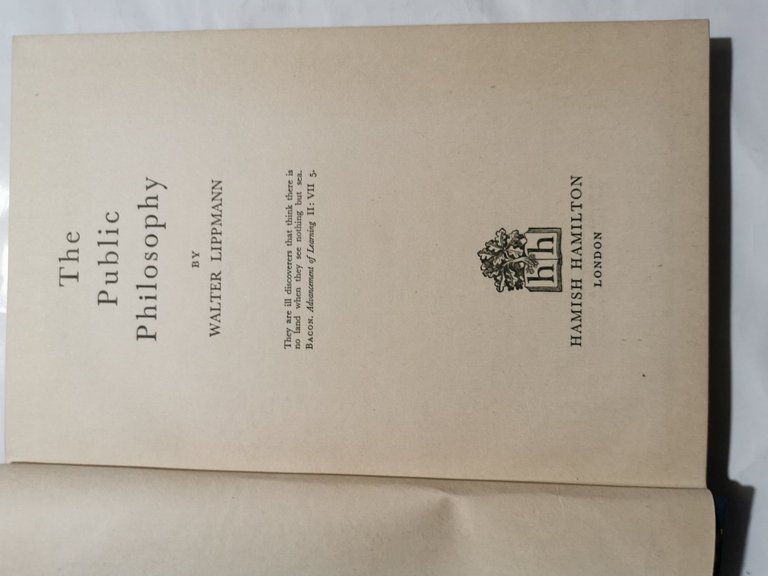 The
Public
Philosophy
BY
WALTER LIPPMANN
They are ill discoverers that think there is
no land when they see nothing but sea.
BACON. Advancement of Learning II: VII 5.
hh
HAMISH HAMILTON
LONDON